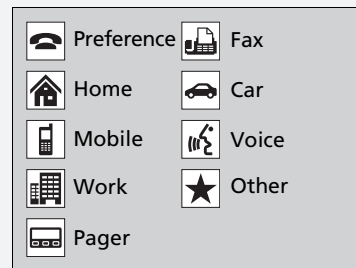 Preference
Fax
Home
Car
Mobile
Voice
Work
Other
Pager